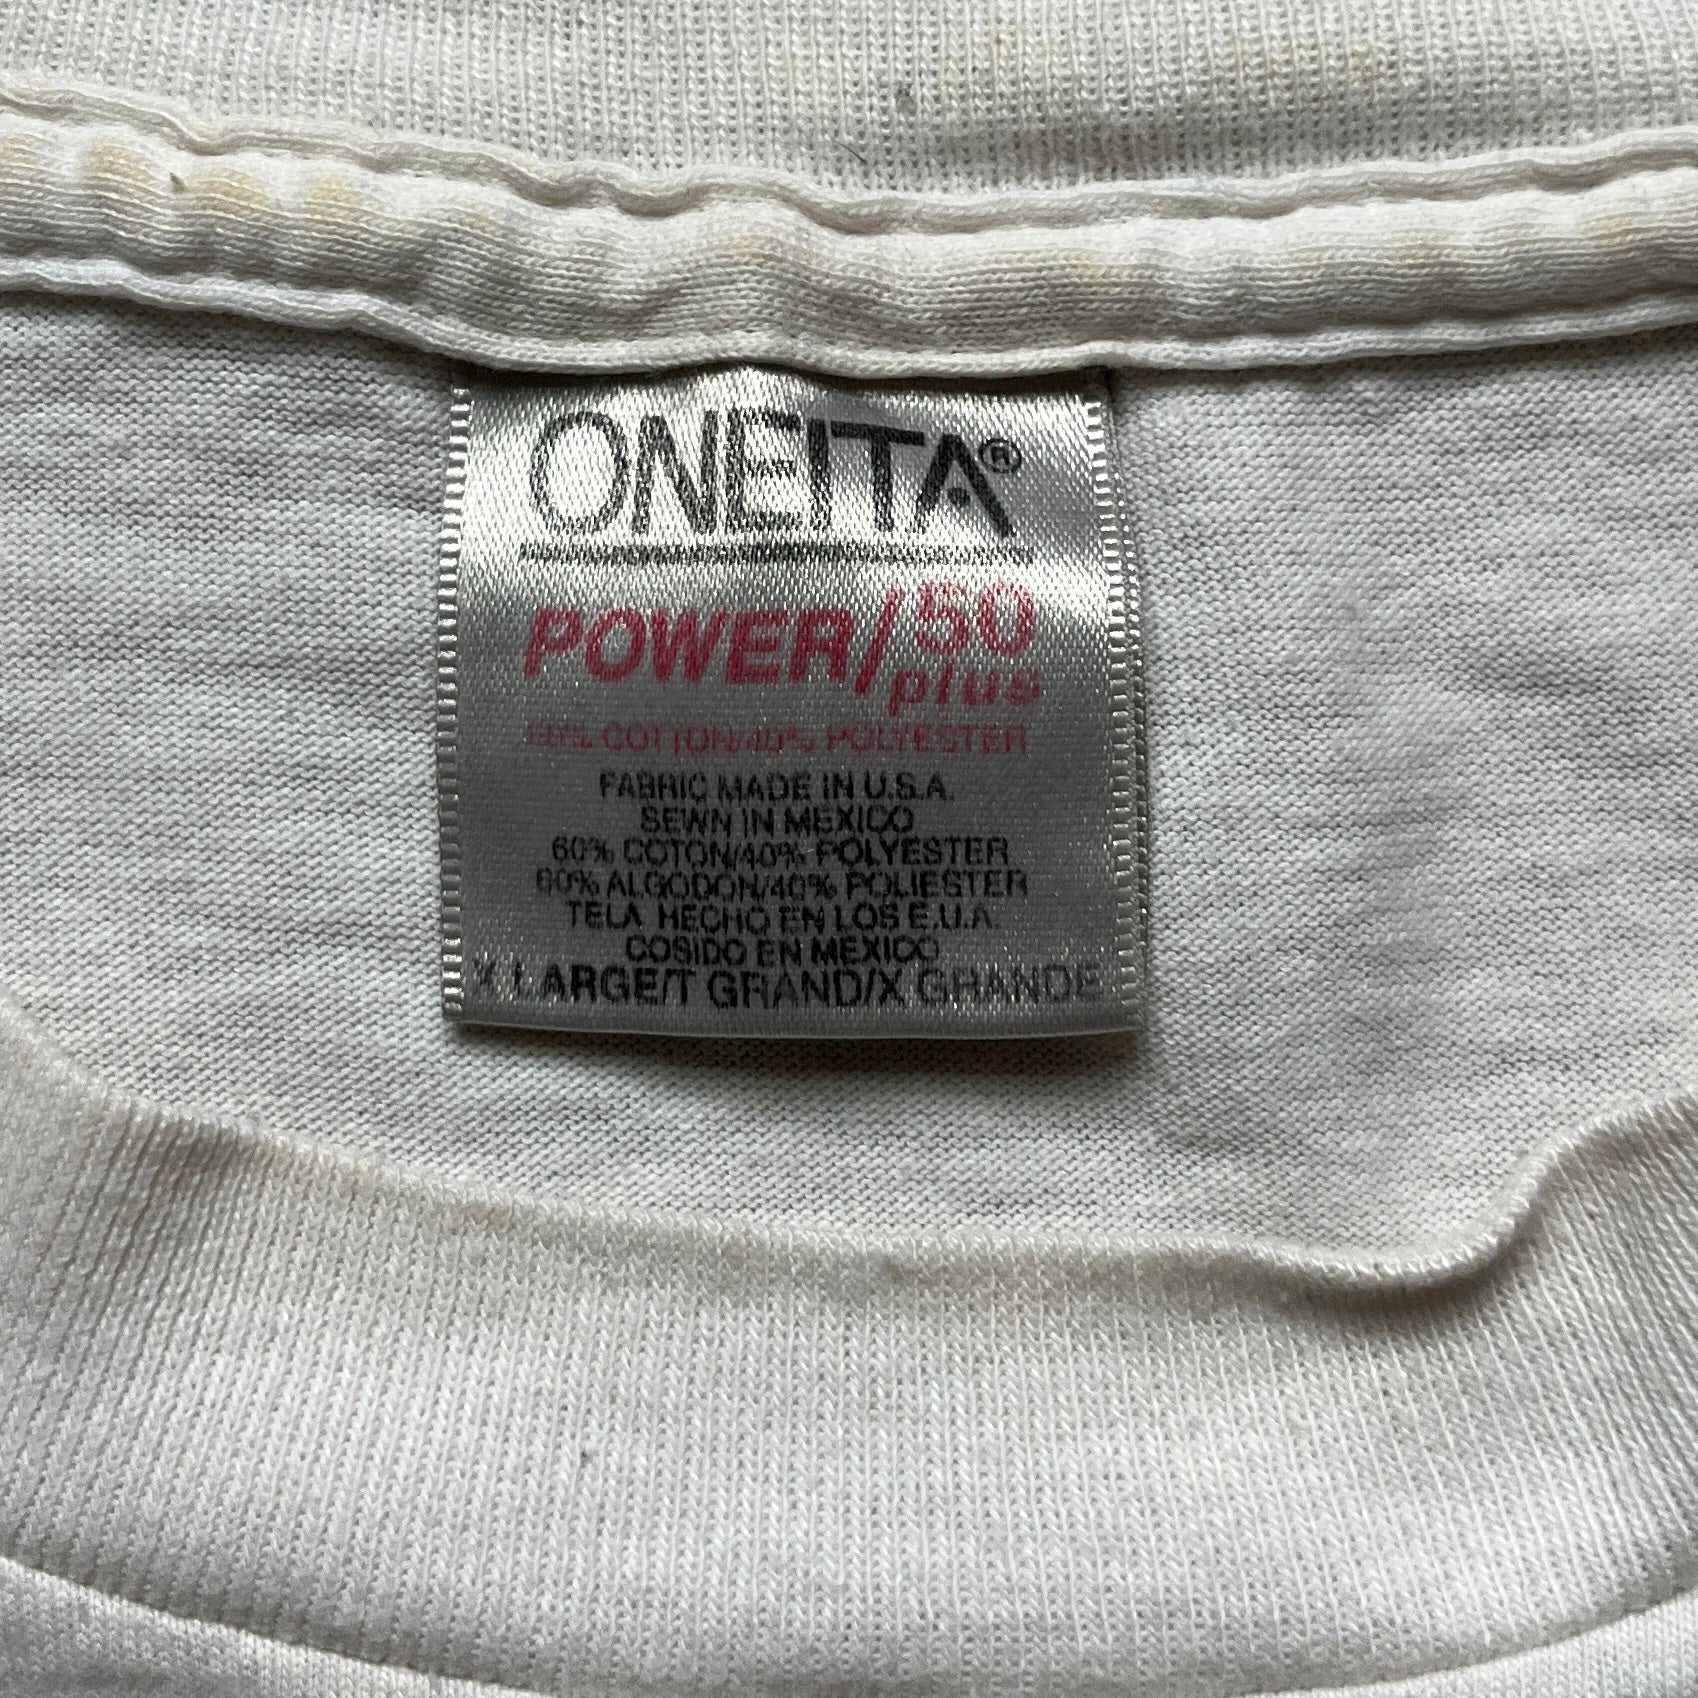 ONEITA®
POWER/50 plus
60% COTTON/40% POLYESTER
FABRIC MADE IN U.S.A.
SEWN IN MEXICO
60% COTON/40% POLYESTER
60% ALGODON/40% POLIESTER
TELA HECHO EN LOS E.U.A.
COSIDO EN MEXICO
X LARGE/T GRAND/X GRANDE